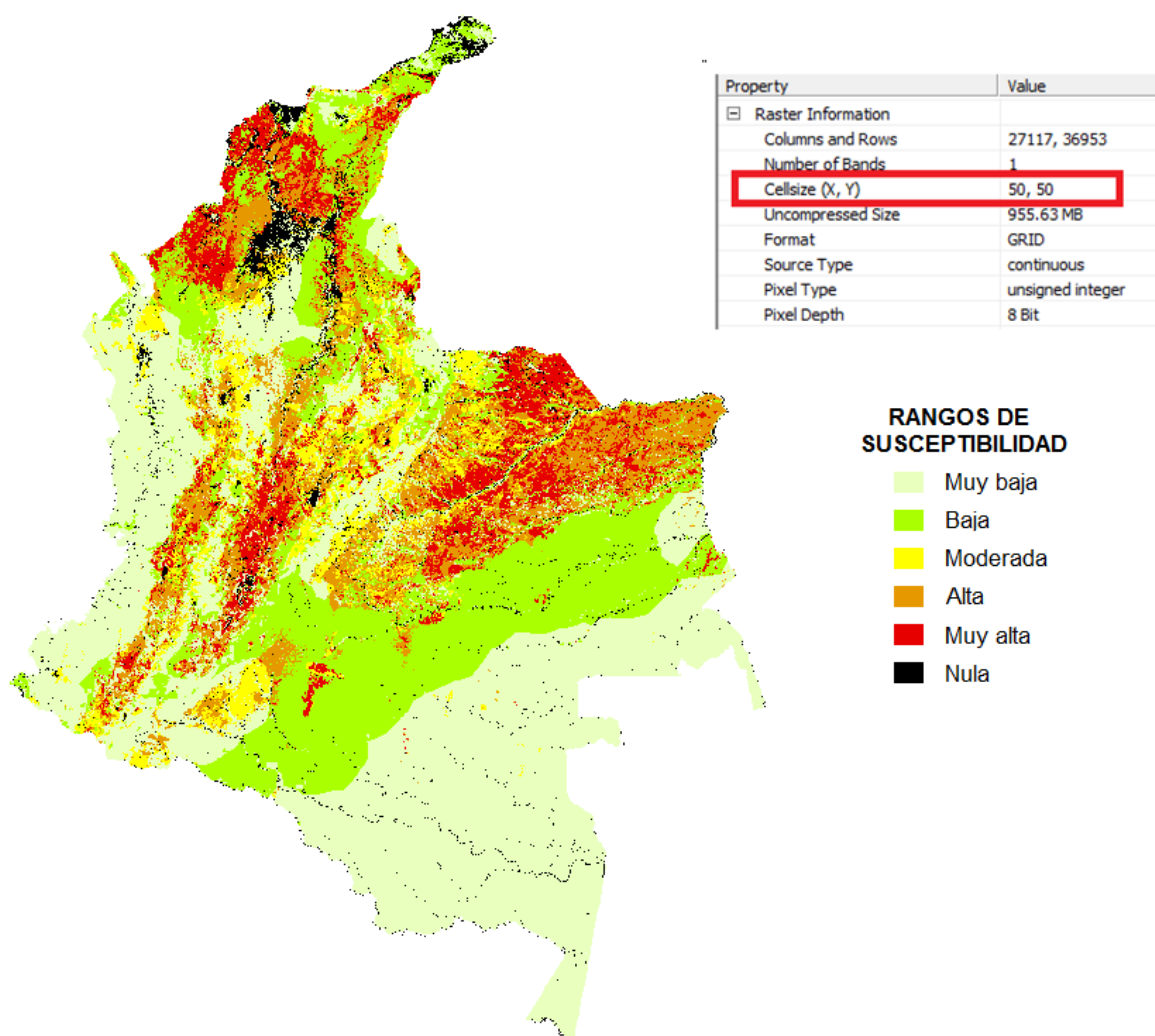 Property Value
Raster Information
Columns and Rows 27117, 36953
Number of Bands 1
Cellsize (X, Y) 50, 50
Uncompressed Size 955.63 MB
Format GRID
Source Type continuous
Pixel Type unsigned integer
Pixel Depth 8 Bit
RANGOS DE
SUSCEPTIBILIDAD
Muy baja
Baja
Moderada
Alta
Muy alta
Nula